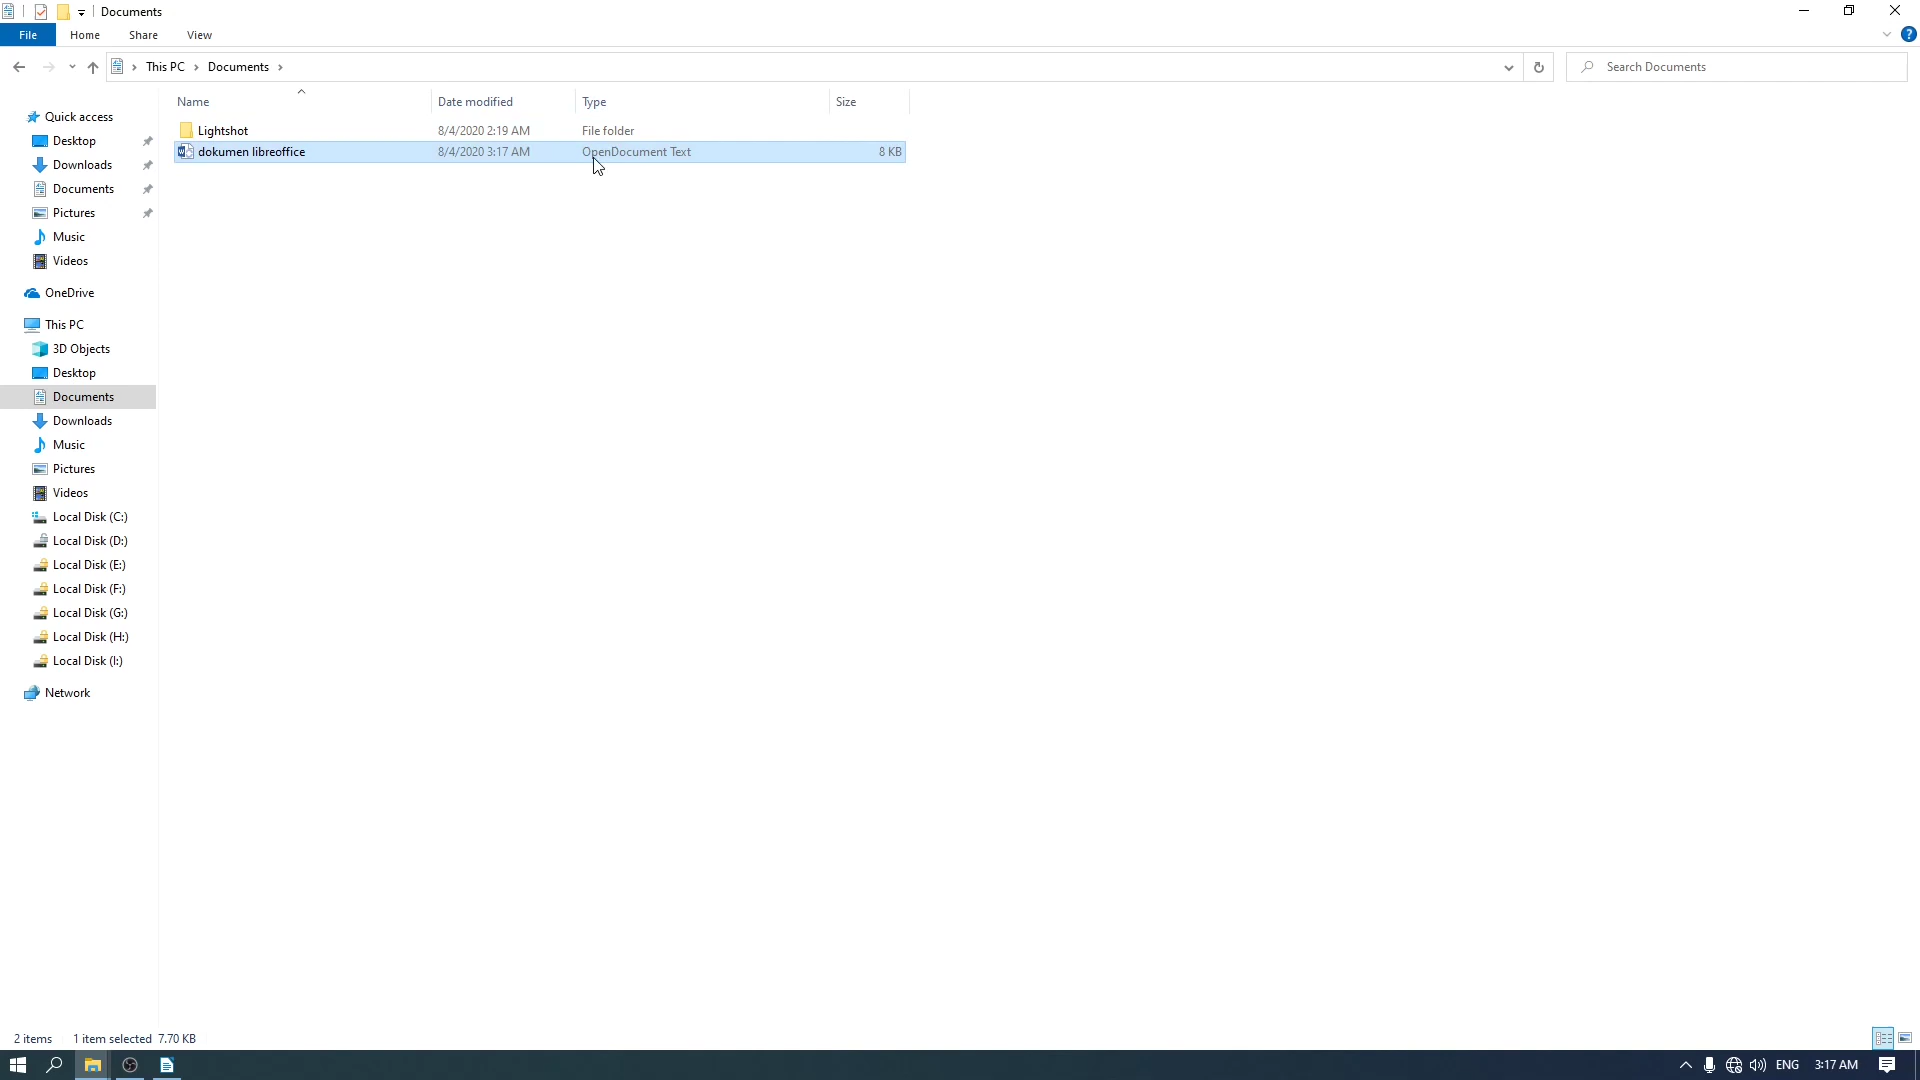 Documents
File Home Share View
This PC Documents
Search Documents
Name Date modified Type Size
Lightshot 8/4/2020 2:19 AM File folder
dokumen libreoffice 8/4/2020 3:17 AM OpenDocument Text 8 KB
Quick access
Desktop
Downloads
Documents
Pictures
Music
Videos
OneDrive
This PC
3D Objects
Desktop
Documents
Downloads
Music
Pictures
Videos
Local Disk (C:)
Local Disk (D:)
Local Disk (E:)
Local Disk (F:)
Local Disk (G:)
Local Disk (H:)
Local Disk (I:)
Network
2 items 1 item selected 7.70 KB
ENG 3:17 AM